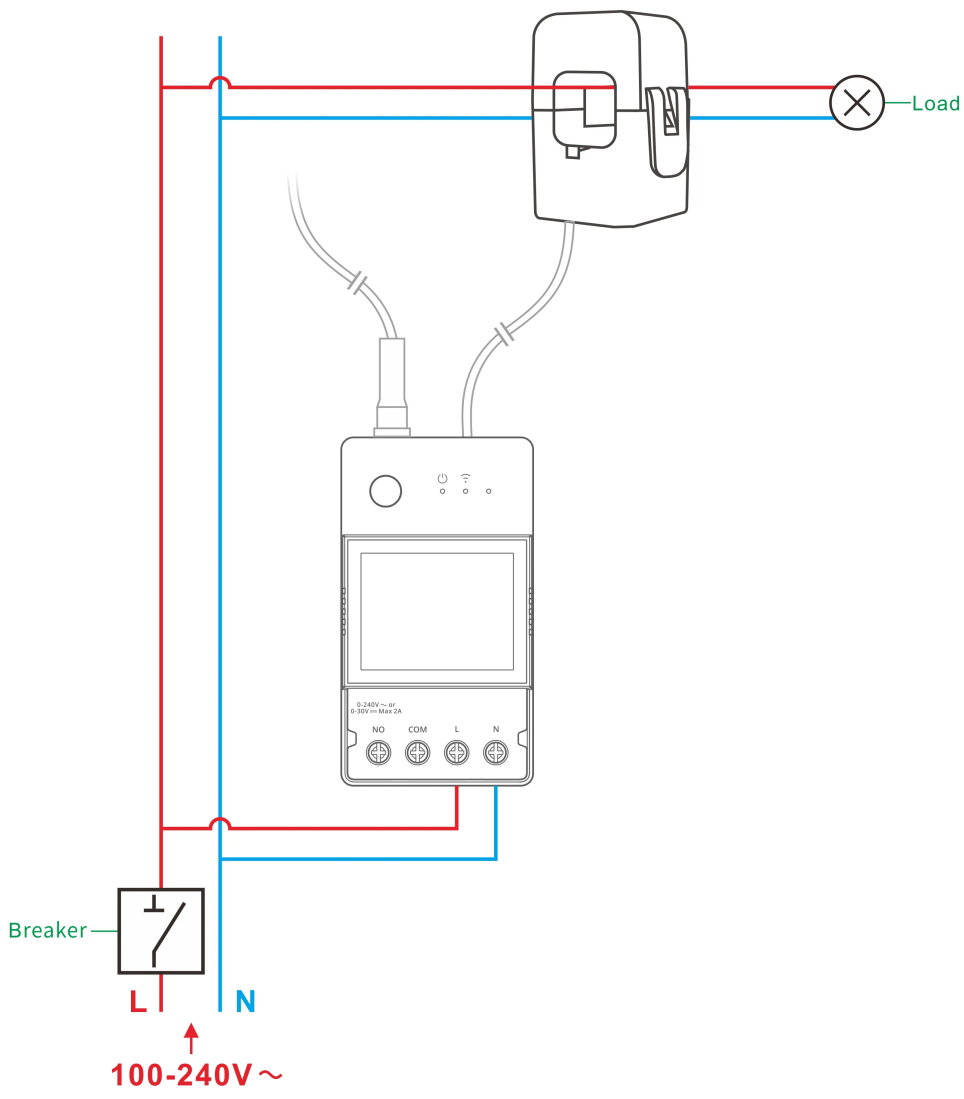 Load
0-240V ～ or
0-30V ⎓ Max 2A
NO COM L N
Breaker
L N
100-240V ～